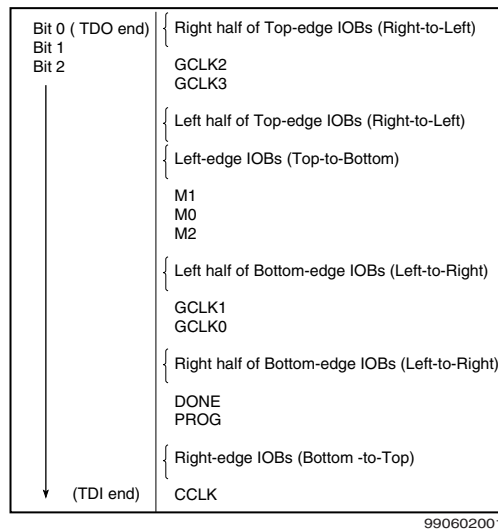 Bit 0 ( TDO end)
Bit 1
Bit 2
Right half of Top-edge IOBs (Right-to-Left)
GCLK2
GCLK3
Left half of Top-edge IOBs (Right-to-Left)
Left-edge IOBs (Top-to-Bottom)
M1
M0
M2
Left half of Bottom-edge IOBs (Left-to-Right)
GCLK1
GCLK0
Right half of Bottom-edge IOBs (Left-to-Right)
DONE
PROG
Right-edge IOBs (Bottom -to-Top)
(TDI end)
CCLK
990602001